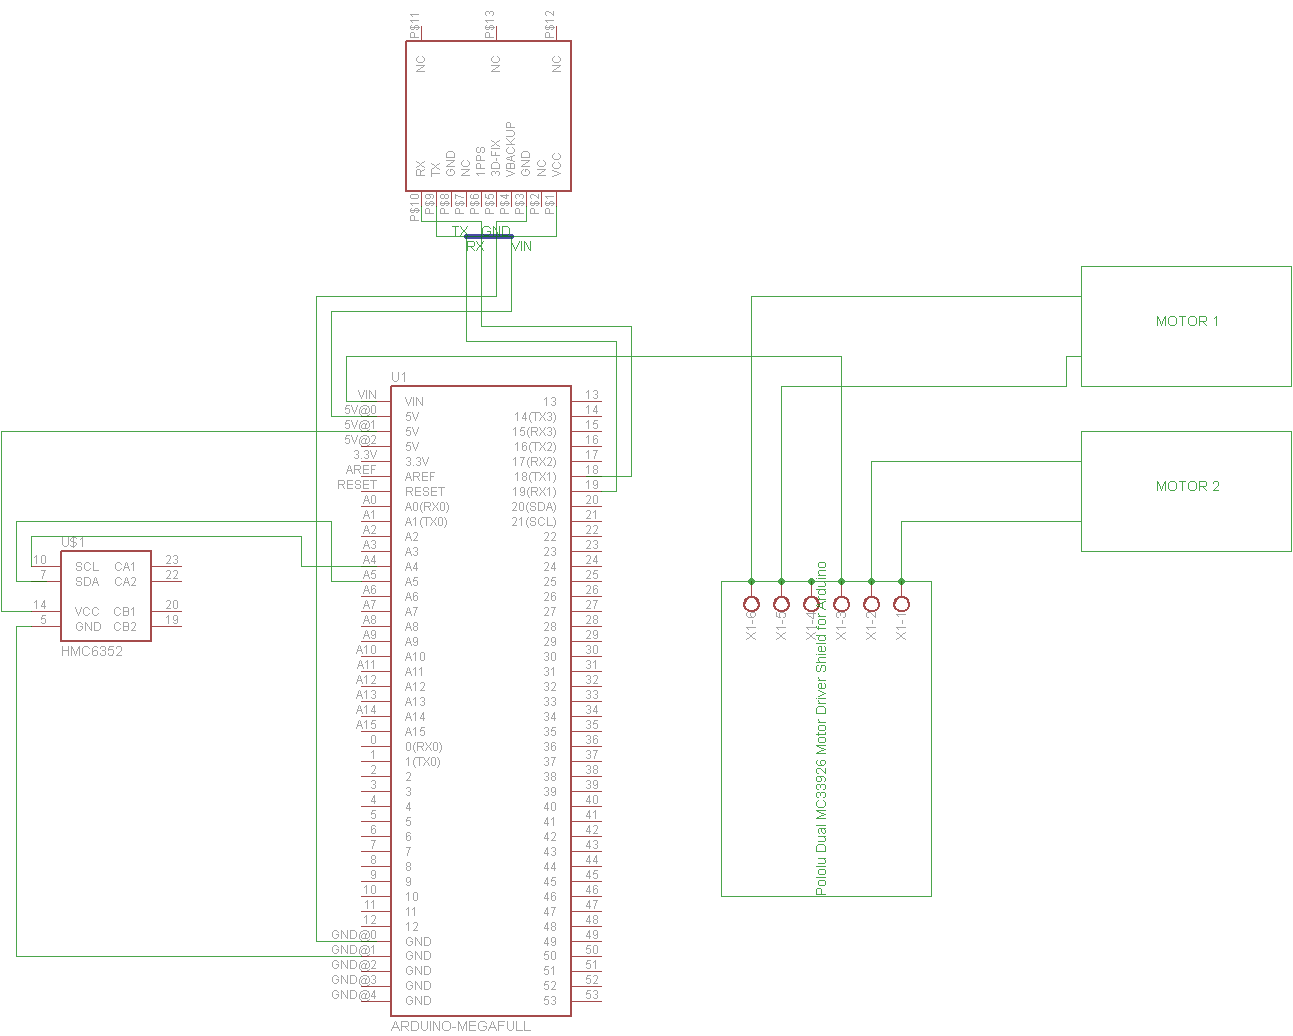 P$11
P$13
P$12
NC
NC
NC
RX
TX
GND
NC
1PPS
3D-FIX
VBACKUP
GND
NC
VCC
P$10
P$9
P$8
P$7
P$6
P$5
P$4
P$3
P$2
P$1
TX
GND
RX
VIN
MOTOR 1
MOTOR 2
U1
VIN VIN 13 13
5V@0 5V 14(TX3) 14
5V@1 5V 15(RX3) 15
5V@2 5V 16(TX2) 16
3.3V 3.3V 17(RX2) 17
AREF AREF 18(TX1) 18
RESET RESET 19(RX1) 19
A0 A0(RX0) 20(SDA) 20
A1 A1(TX0) 21(SCL) 21
A2 A2 22 22
A3 A3 23 23
A4 A4 24 24
A5 A5 25 25
A6 A6 26 26
A7 A7 27 27
A8 A8 28 28
A9 A9 29 29
A10 A10 30 30
A11 A11 31 31
A12 A12 32 32
A13 A13 33 33
A14 A14 34 34
A15 A15 35 35
0 0(RX0) 36 36
1 1(TX0) 37 37
2 2 38 38
3 3 39 39
4 4 40 40
5 5 41 41
6 6 42 42
7 7 43 43
8 8 44 44
9 9 45 45
10 10 46 46
11 11 47 47
12 12 48 48
GND@0 GND 49 49
GND@1 GND 50 50
GND@2 GND 51 51
GND@3 GND 52 52
GND@4 GND 53 53
ARDUINO-MEGAFULL
U$1
10 SCL CA1 23
7 SDA CA2 22
14 VCC CB1 20
5 GND CB2 19
HMC6352
X1-6
X1-5
X1-4
X1-3
X1-2
X1-1
Pololu Dual MC33926 Motor Driver Shield for Arduino